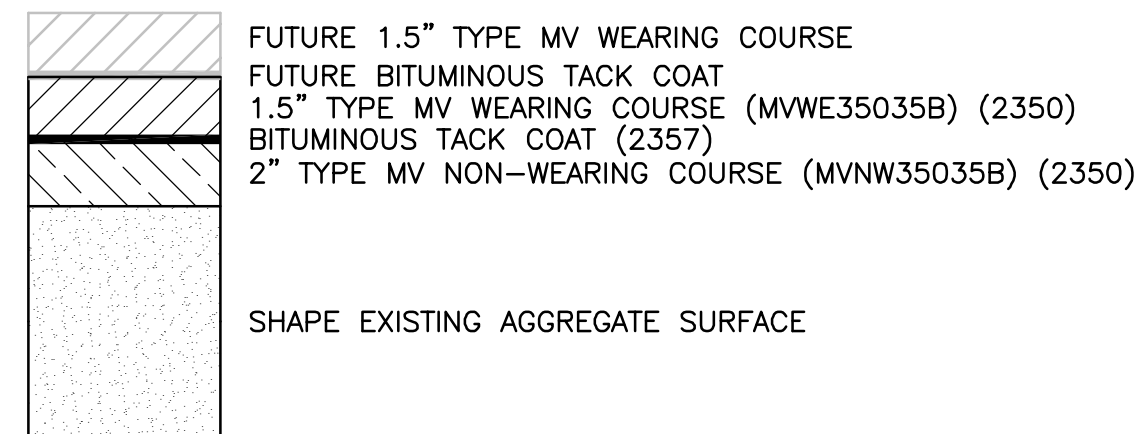 FUTURE 1.5” TYPE MV WEARING COURSE
FUTURE BITUMINOUS TACK COAT
1.5” TYPE MV WEARING COURSE (MVWE35035B) (2350)
BITUMINOUS TACK COAT (2357)
2” TYPE MV NON–WEARING COURSE (MVNW35035B) (2350)
SHAPE EXISTING AGGREGATE SURFACE